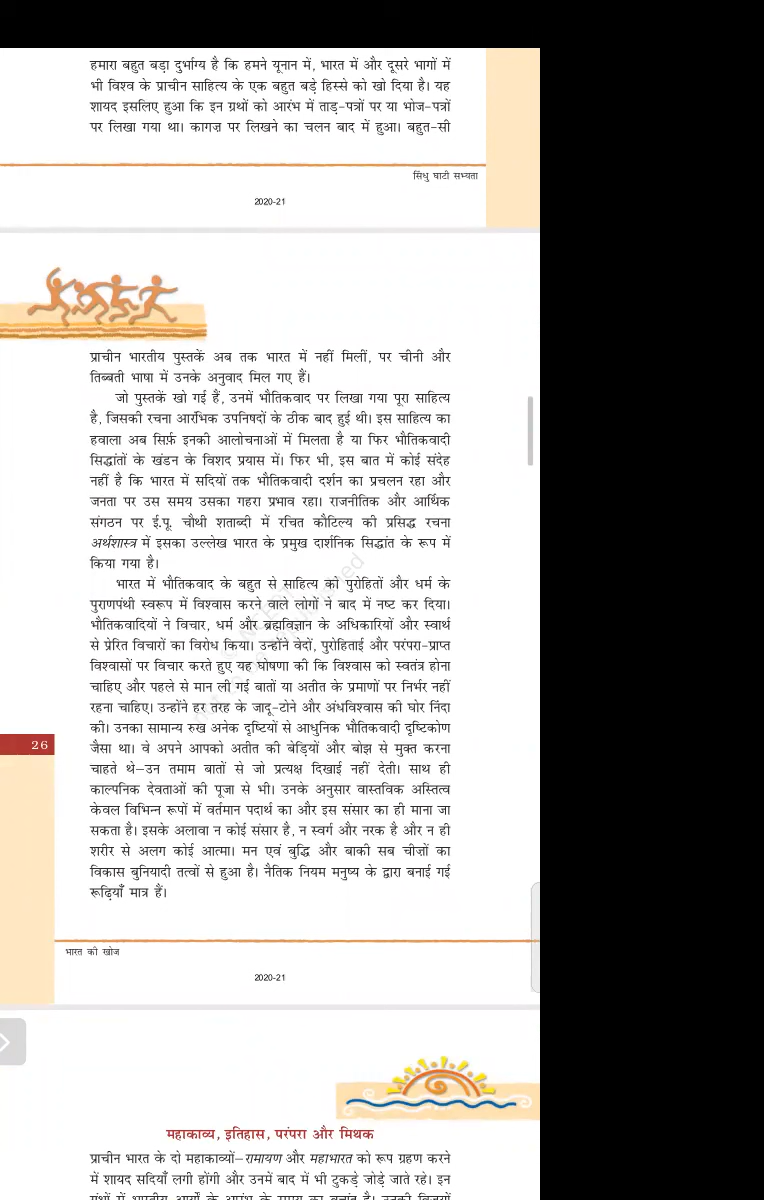 हमारा बहुत बड़ा दुर्भाग्य है कि हमने यूनान में, भारत में और दूसरे भागों में
भी विश्व के प्राचीन साहित्य के एक बहुत बड़े हिस्से को खो दिया है। यह
शायद इसलिए हुआ कि इन ग्रथों को आरंभ में ताड़-पत्रों पर या भोज-पत्रों
पर लिखा गया था। कागज़ पर लिखने का चलन बाद में हुआ। बहुत-सी
सिंधु घाटी सभ्यता
2020-21
प्राचीन भारतीय पुस्तकें अब तक भारत में नहीं मिलीं, पर चीनी और
तिब्बती भाषा में उनके अनुवाद मिल गए हैं।
जो पुस्तकें खो गई हैं, उनमें भौतिकवाद पर लिखा गया पूरा साहित्य
है, जिसकी रचना आरंभिक उपनिषदों के ठीक बाद हुई थी। इस साहित्य का
हवाला अब सिर्फ़ इनकी आलोचनाओं में मिलता है या फिर भौतिकवादी
सिद्धांतों के खंडन के विशद प्रयास में। फिर भी, इस बात में कोई संदेह
नहीं है कि भारत में सदियों तक भौतिकवादी दर्शन का प्रचलन रहा और
जनता पर उस समय उसका गहरा प्रभाव रहा। राजनीतिक और आर्थिक
संगठन पर ई.पू. चौथी शताब्दी में रचित कौटिल्य की प्रसिद्ध रचना
अर्थशास्त्र में इसका उल्लेख भारत के प्रमुख दार्शनिक सिद्धांत के रूप में
किया गया है।
भारत में भौतिकवाद के बहुत से साहित्य को पुरोहितों और धर्म के
पुराणपंथी स्वरूप में विश्वास करने वाले लोगों ने बाद में नष्ट कर दिया।
भौतिकवादियों ने विचार, धर्म और ब्रह्मविज्ञान के अधिकारियों और स्वार्थ
से प्रेरित विचारों का विरोध किया। उन्होंने वेदों, पुरोहिताई और परंपरा-प्राप्त
विश्वासों पर विचार करते हुए यह घोषणा की कि विश्वास को स्वतंत्र होना
चाहिए और पहले से मान ली गई बातों या अतीत के प्रमाणों पर निर्भर नहीं
रहना चाहिए। उन्होंने हर तरह के जादू-टोने और अंधविश्वास की घोर निंदा
की। उनका सामान्य रुख अनेक दृष्टियों से आधुनिक भौतिकवादी दृष्टिकोण
जैसा था। वे अपने आपको अतीत की बेड़ियों और बोझ से मुक्त करना
चाहते थे–उन तमाम बातों से जो प्रत्यक्ष दिखाई नहीं देती। साथ ही
काल्पनिक देवताओं की पूजा से भी। उनके अनुसार वास्तविक अस्तित्व
केवल विभिन्न रूपों में वर्तमान पदार्थ का और इस संसार का ही माना जा
सकता है। इसके अलावा न कोई संसार है, न स्वर्ग और नरक है और न ही
शरीर से अलग कोई आत्मा। मन एवं बुद्धि और बाकी सब चीज़ों का
विकास बुनियादी तत्वों से हुआ है। नैतिक नियम मनुष्य के द्वारा बनाई गई
रूढ़ियाँ मात्र हैं।
26
भारत की खोज
2020-21
महाकाव्य, इतिहास, परंपरा और मिथक
प्राचीन भारत के दो महाकाव्यों–रामायण और महाभारत को रूप ग्रहण करने
में शायद सदियाँ लगी होंगी और उनमें बाद में भी टुकड़े जोड़े जाते रहे। इन
ग्रंथों में भारतीय आर्यों के आरंभ के समय का वृत्तांत है। उनकी विजयों